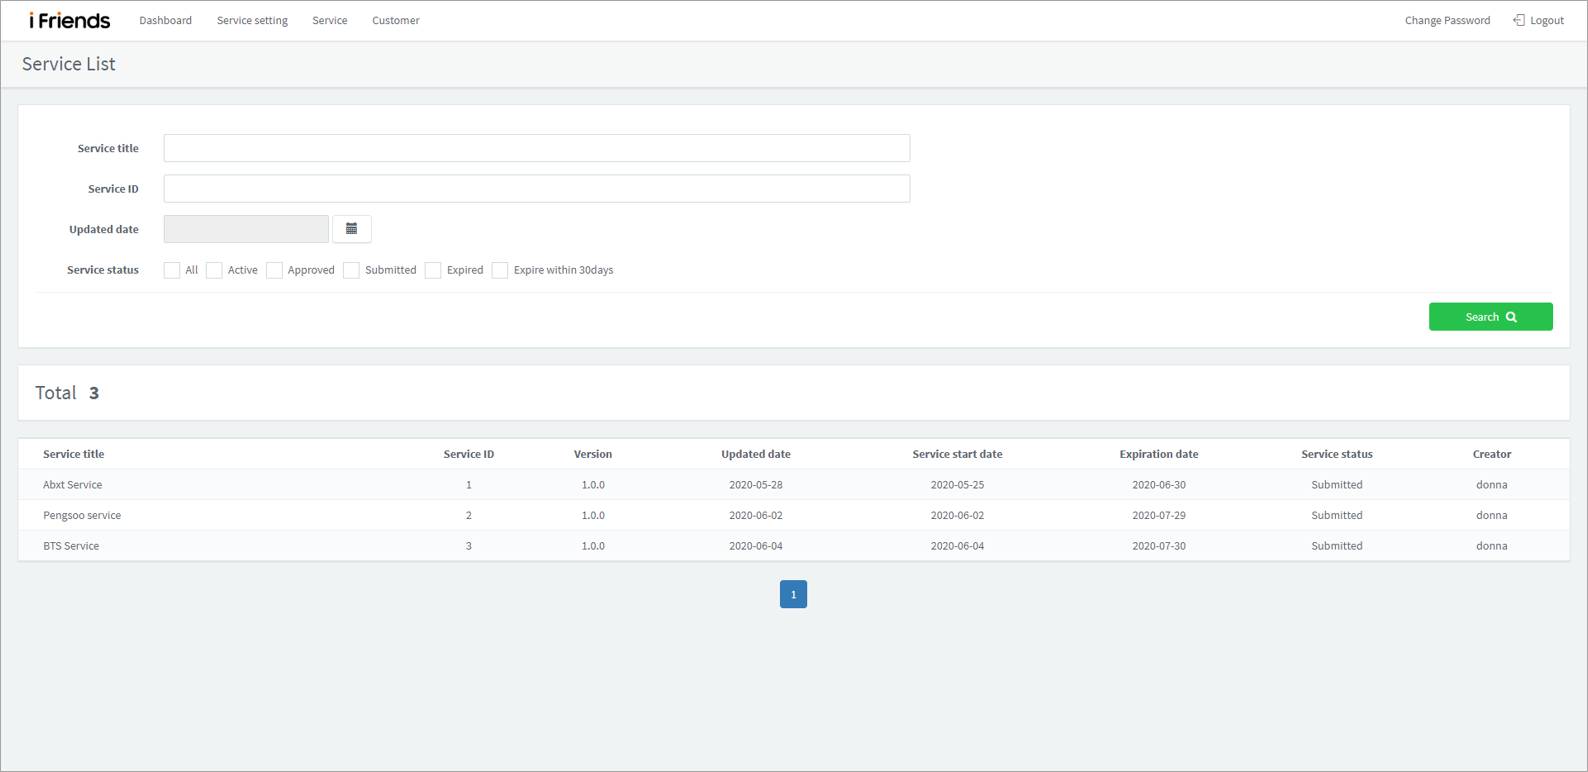 i Friends Dashboard Service setting Service Customer Change Password Logout
Service List
Service title
Service ID
Updated date
Service status All Active Approved Submitted Expired Expire within 30days
Search
Total 3
Service title Service ID Version Updated date Service start date Expiration date Service status Creator
Abxt Service 1 1.0.0 2020-05-28 2020-05-25 2020-06-30 Submitted donna
Pengsoo service 2 1.0.0 2020-06-02 2020-06-02 2020-07-29 Submitted donna
BTS Service 3 1.0.0 2020-06-04 2020-06-04 2020-07-30 Submitted donna
1